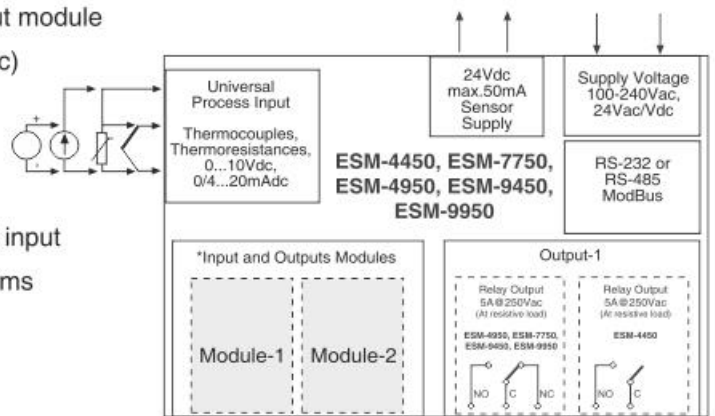 ut module
c)
input
ms
+
-
Universal
Process Input
Thermocouples,
Thermoresistances,
0...10Vdc,
0/4...20mAdc
24Vdc
max.50mA
Sensor
Supply
Supply Voltage
100-240Vac,
24Vac/Vdc
ESM-4450, ESM-7750,
ESM-4950, ESM-9450,
ESM-9950
RS-232 or
RS-485
ModBus
*Input and Outputs Modules
Module-1
Module-2
Output-1
Relay Output
5A@250Vac
(At resistive load)
ESM-4950, ESM-7750,
ESM-9450, ESM-9950
NO C NC
Relay Output
5A@250Vac
(At resistive load)
ESM-4450
NO C